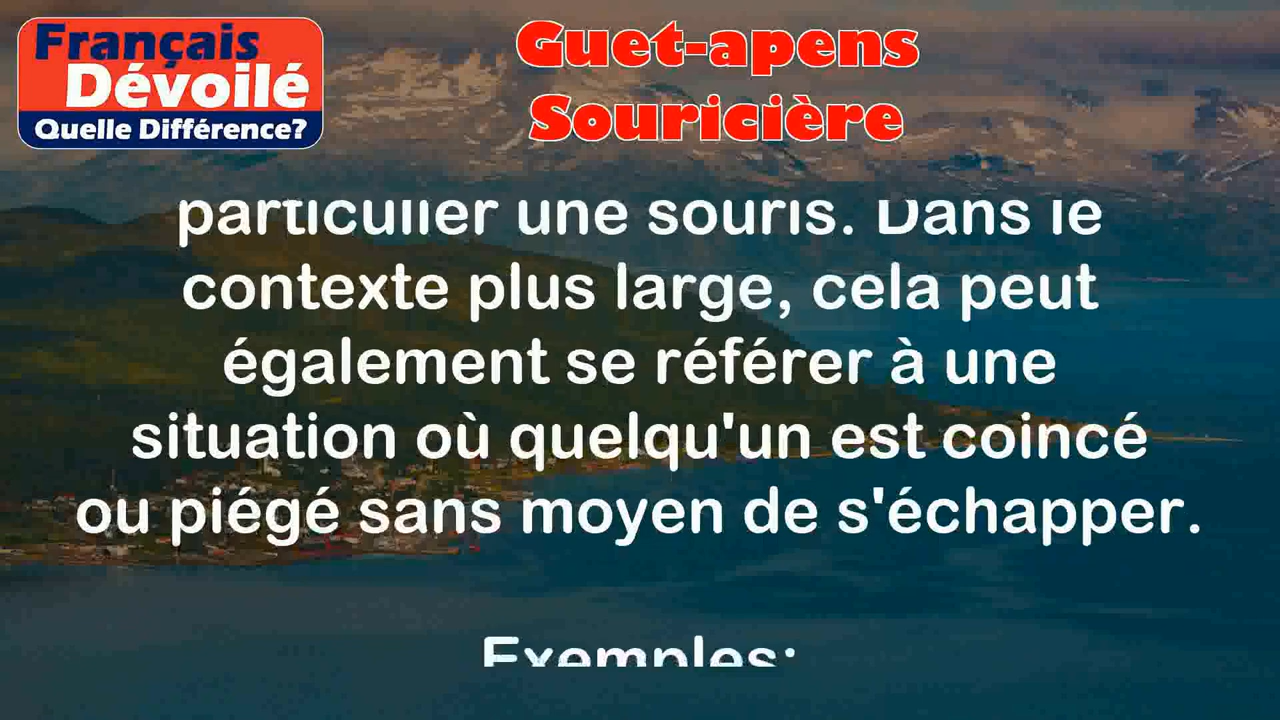 Français
Dévoilé
Quelle Différence?
Guet-apens
Souricière
particulier une souris. Dans le
contexte plus large, cela peut
également se référer à une
situation où quelqu'un est coincé
ou piégé sans moyen de s'échapper.
Exemples: